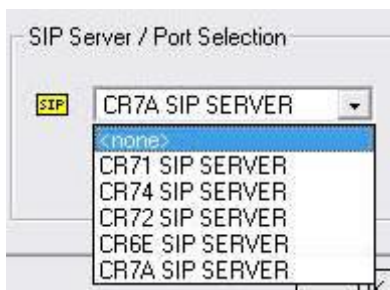 SIP Server / Port Selection
SIP CR7A SIP SERVER
<none>
CR71 SIP SERVER
CR74 SIP SERVER
CR72 SIP SERVER
CR6E SIP SERVER
CR7A SIP SERVER